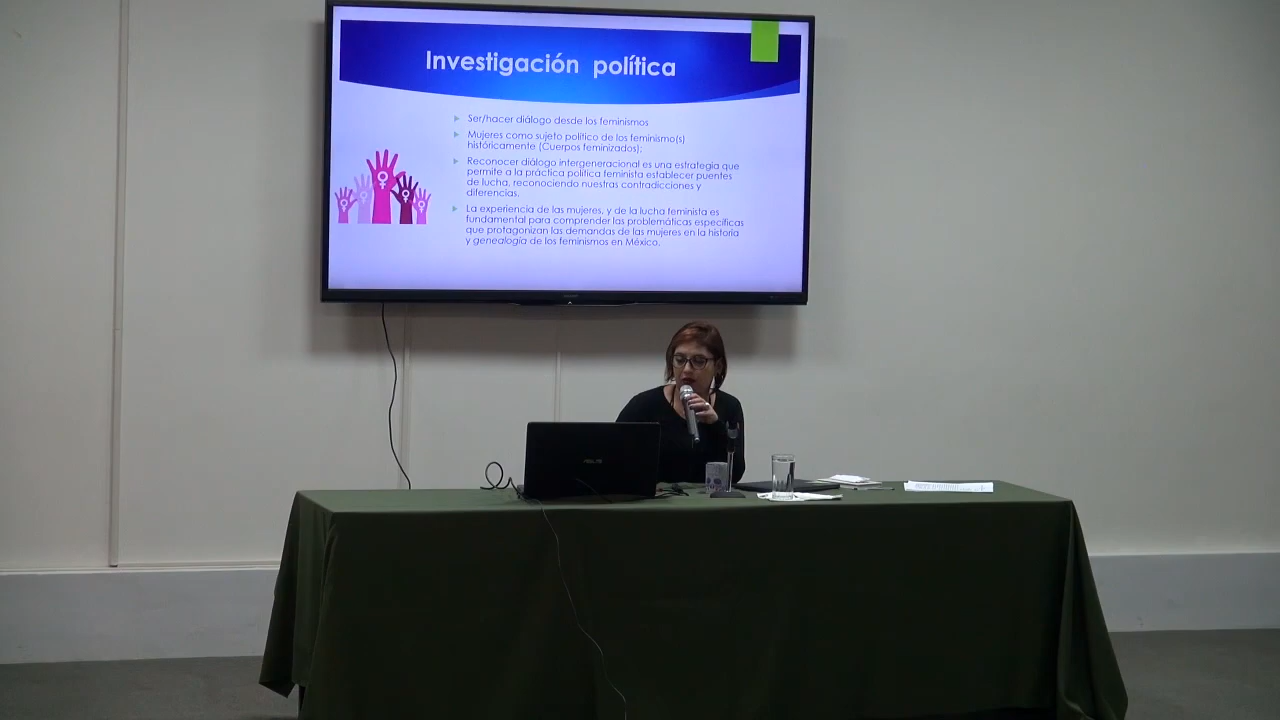 Investigación política
Ser/hacer diálogo desde los feminismos
Mujeres como sujeto político de los feminismo(s)
históricamente (Cuerpos feminizados);
Reconocer diálogo intergeneracional es una estrategia que
permite a la práctica política feminista establecer puentes
de lucha, reconociendo nuestras contradicciones y
diferencias.
La experiencia de las mujeres, y de la lucha feminista es
fundamental para comprender las problemáticas específicas
que protagonizan las demandas de las mujeres en la historia
y genealogía de los feminismos en México.
ASUS